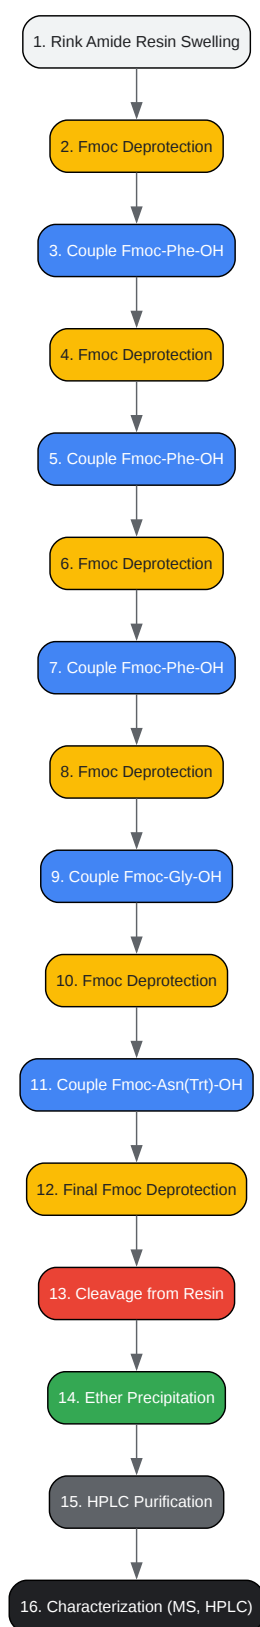 1. Rink Amide Resin Swelling
2. Fmoc Deprotection
3. Couple Fmoc-Phe-OH
4. Fmoc Deprotection
5. Couple Fmoc-Phe-OH
6. Fmoc Deprotection
7. Couple Fmoc-Phe-OH
8. Fmoc Deprotection
9. Couple Fmoc-Gly-OH
10. Fmoc Deprotection
11. Couple Fmoc-Asn(Trt)-OH
12. Final Fmoc Deprotection
13. Cleavage from Resin
14. Ether Precipitation
15. HPLC Purification
16. Characterization (MS, HPLC)